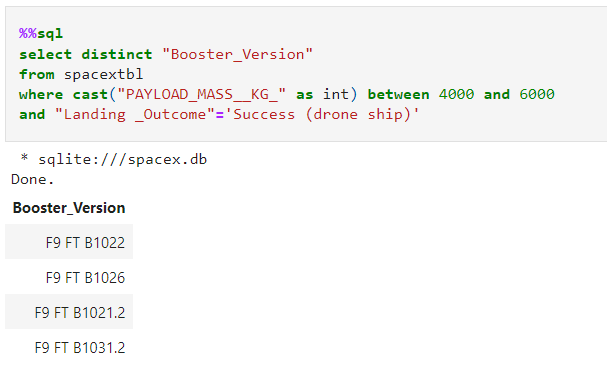 %%sql
select distinct "Booster_Version"
from spacextbl
where cast("PAYLOAD_MASS__KG_" as int) between 4000 and 6000
and "Landing _Outcome"='Success (drone ship)'
* sqlite:///spacex.db
Done.
Booster_Version
F9 FT B1022
F9 FT B1026
F9 FT B1021.2
F9 FT B1031.2